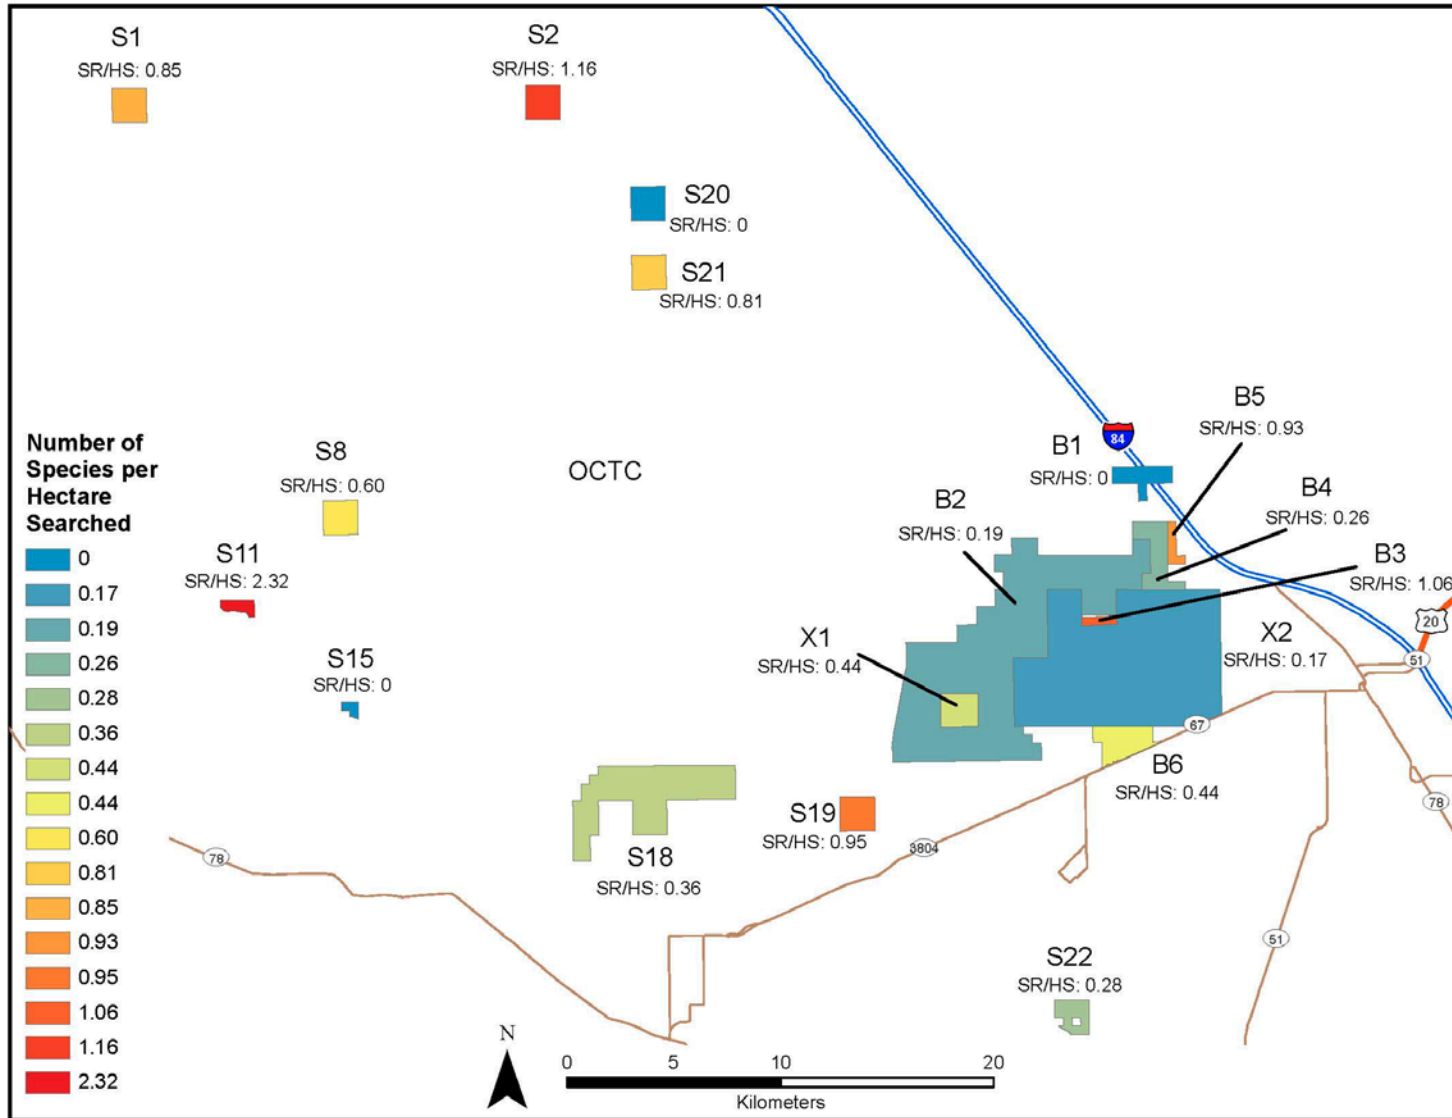 S1
SR/HS: 0.85
S2
SR/HS: 1.16
S20
SR/HS: 0
S21
SR/HS: 0.81
B5
SR/HS: 0.93
84
B1
SR/HS: 0
B4
SR/HS: 0.26
B2
SR/HS: 0.19
B3
SR/HS: 1.06
20
51
X1
SR/HS: 0.44
X2
SR/HS: 0.17
67
B6
SR/HS: 0.44
78
S8
SR/HS: 0.60
OCTC
S11
SR/HS: 2.32
S15
SR/HS: 0
S18
SR/HS: 0.36
S19
SR/HS: 0.95
3804
78
51
S22
SR/HS: 0.28
Number of
Species per
Hectare
Searched
0
0.17
0.19
0.26
0.28
0.36
0.44
0.44
0.60
0.81
0.85
0.93
0.95
1.06
1.16
2.32
N
0 5 10 20
Kilometers